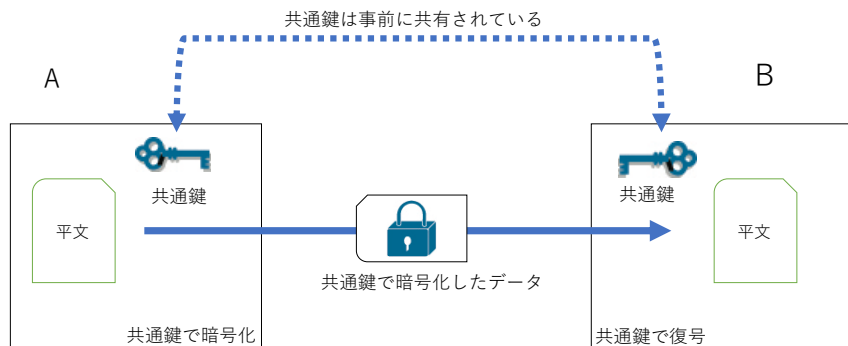 共通鍵は事前に共有されている
A
B
共通鍵
共通鍵
平文
平文
共通鍵で暗号化したデータ
共通鍵で暗号化
共通鍵で復号